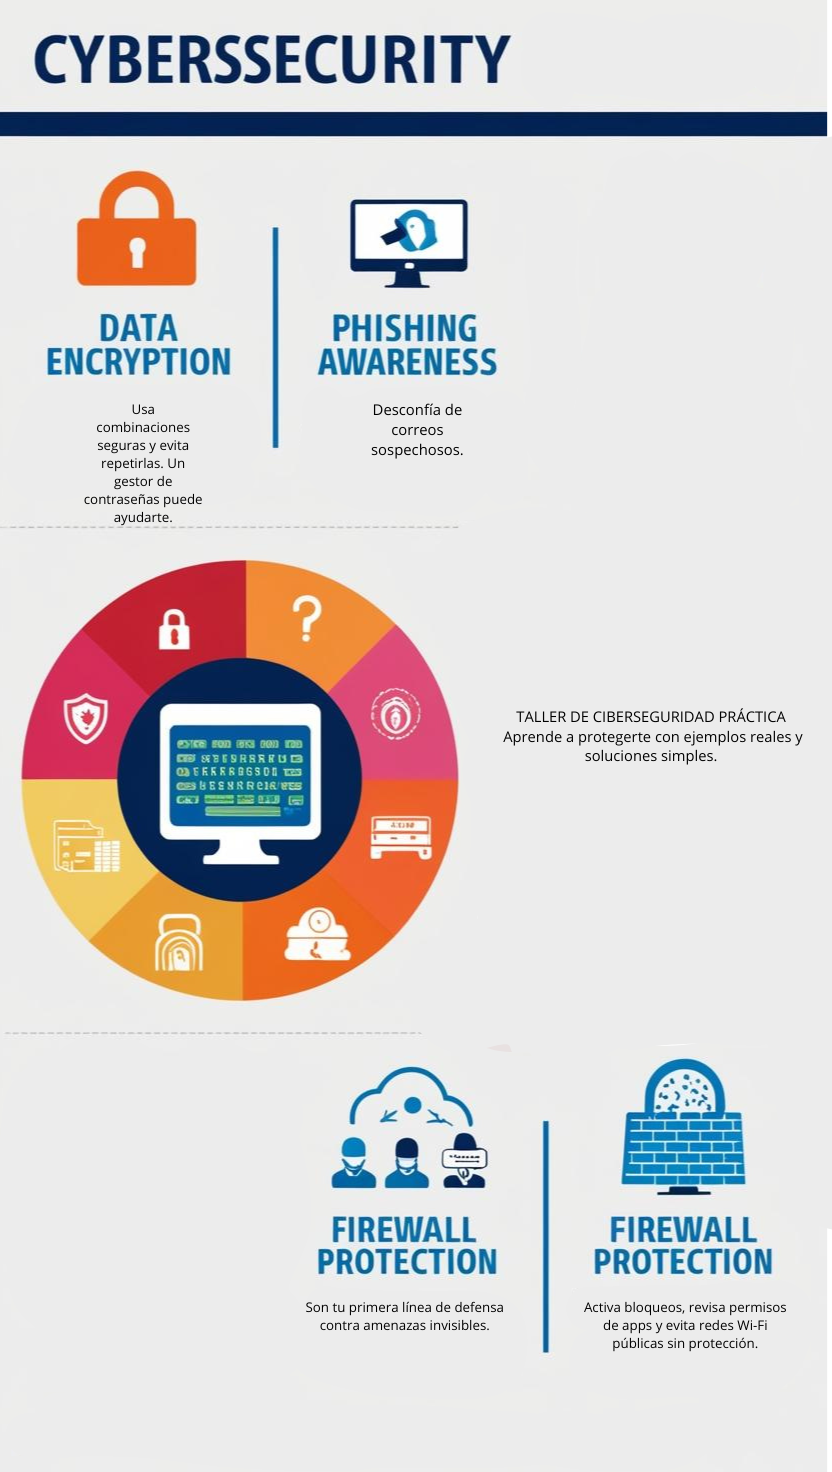 CYBERSSECURITY
DATA
ENCRYPTION
Usa
combinaciones
seguras y evita
repetirlas. Un
gestor de
contraseñas puede
ayudarte.
PHISHING
AWARENESS
Desconfía de
correos
sospechosos.
TALLER DE CIBERSEGURIDAD PRÁCTICA
Aprende a protegerte con ejemplos reales y
soluciones simples.
FIREWALL
PROTECTION
Son tu primera línea de defensa
contra amenazas invisibles.
FIREWALL
PROTECTION
Activa bloqueos, revisa permisos
de apps y evita redes Wi-Fi
públicas sin protección.